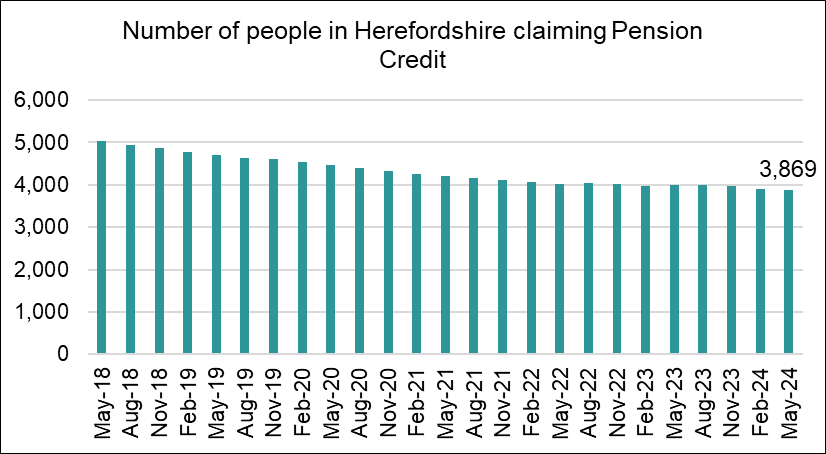 Number of people in Herefordshire claiming Pension
Credit
6,000
5,000
4,000
3,000
2,000
1,000
0
3,869
May-18
Aug-18
Nov-18
Feb-19
May-19
Aug-19
Nov-19
Feb-20
May-20
Aug-20
Nov-20
Feb-21
May-21
Aug-21
Nov-21
Feb-22
May-22
Aug-22
Nov-22
Feb-23
May-23
Aug-23
Nov-23
Feb-24
May-24